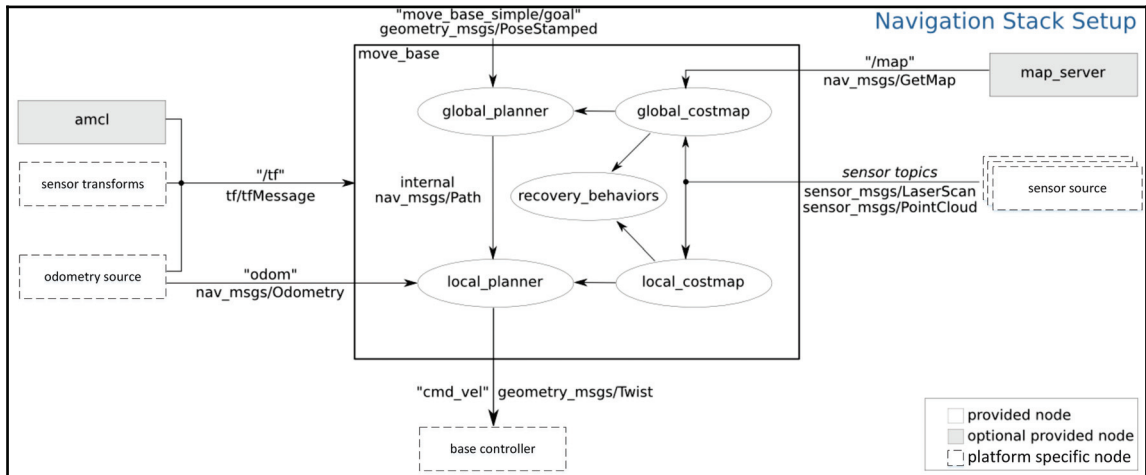 Navigation Stack Setup
"move_base_simple/goal"
geometry_msgs/PoseStamped
move_base
"/map"
nav_msgs/GetMap
map_server
amcl
global_planner
global_costmap
sensor transforms
"/tf"
tf/tfMessage
internal
nav_msgs/Path
recovery_behaviors
sensor topics
sensor_msgs/LaserScan
sensor_msgs/PointCloud
sensor source
odometry source
"odom"
nav_msgs/Odometry
local_planner
local_costmap
"cmd_vel"
geometry_msgs/Twist
base controller
provided node
optional provided node
platform specific node